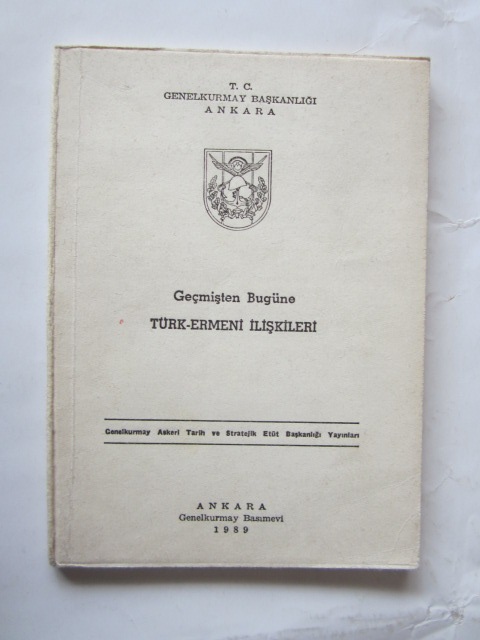 T. C.
GENELKURMAY BAŞKANLIĞI
ANKARA
Geçmişten Bugüne
TÜRK-ERMENİ İLİŞKİLERİ
Genelkurmay Askeri Tarih ve Stratejik Etüt Başkanlığı Yayınları
ANKARA
Genelkurmay Basımevi
1989